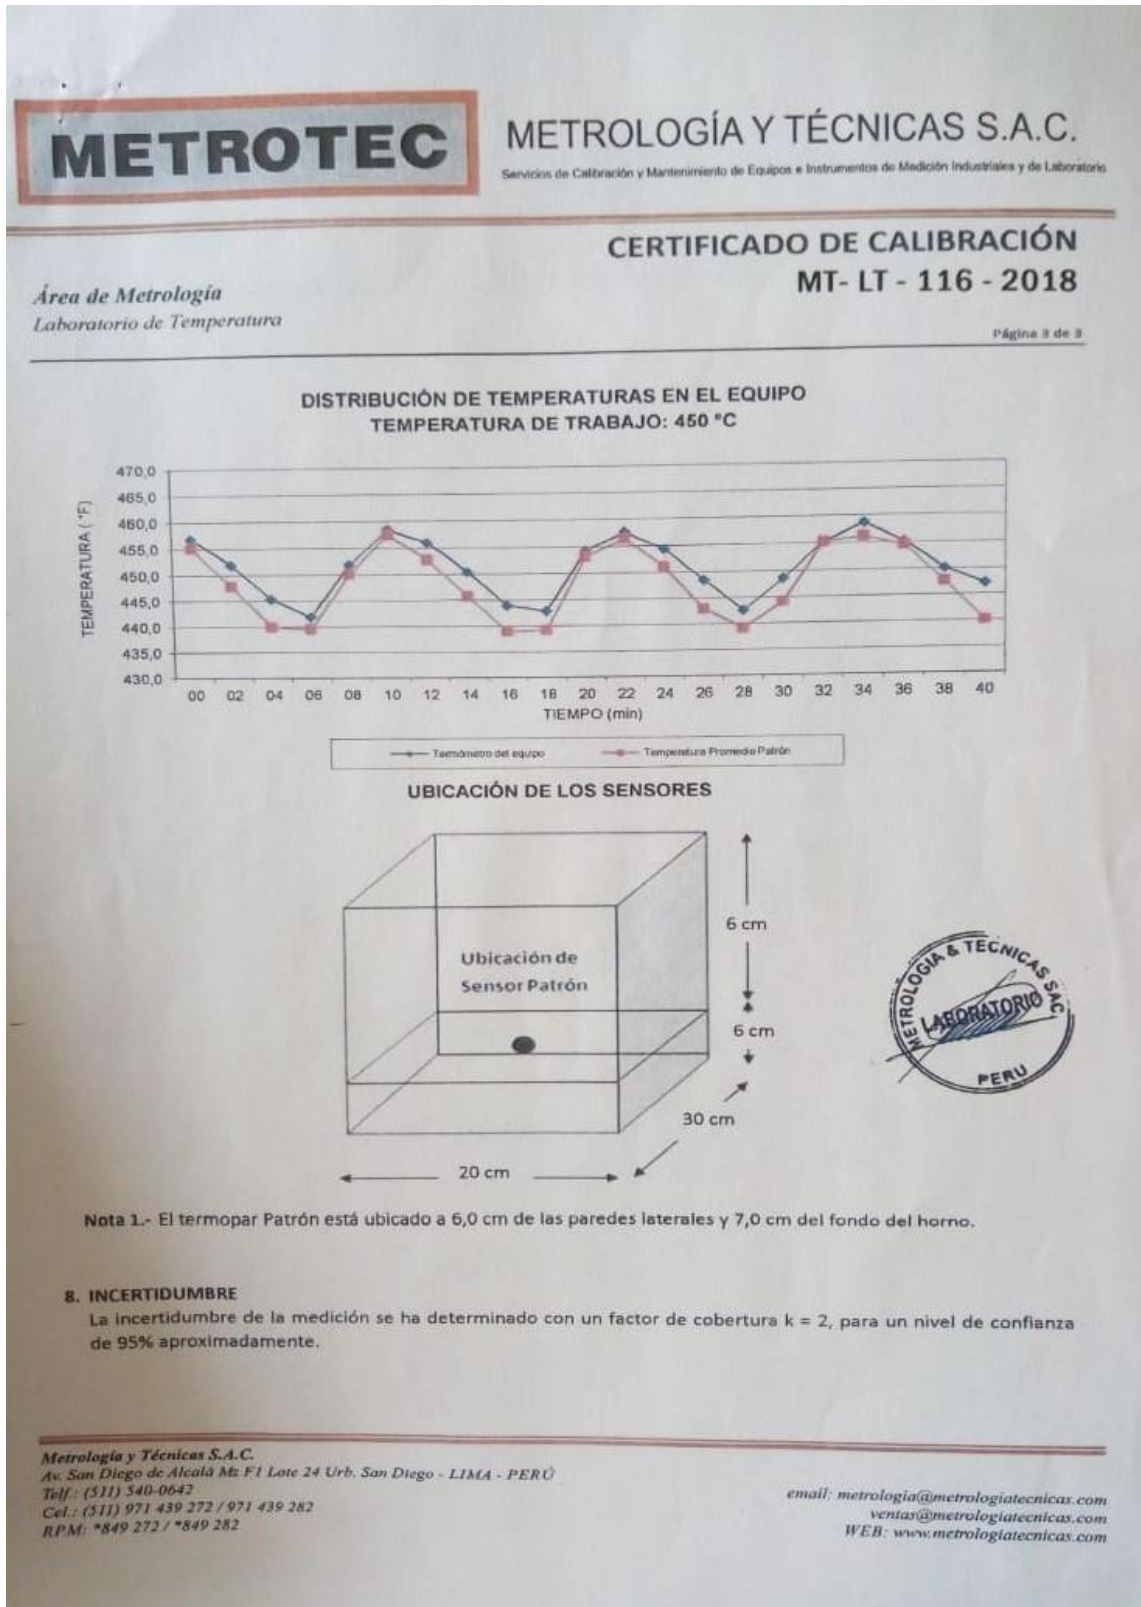 METROTEC
METROLOGÍA Y TÉCNICAS S.A.C.
Servicios de Calibración y Mantenimiento de Equipos e Instrumentos de Medición Industriales y de Laboratorio
CERTIFICADO DE CALIBRACIÓN
MT- LT - 116 - 2018
Área de Metrología
Laboratorio de Temperatura
Página 3 de 3
DISTRIBUCIÓN DE TEMPERATURAS EN EL EQUIPO
TEMPERATURA DE TRABAJO: 450 °C
TEMPERATURA ( °F)
470,0
465,0
460,0
455,0
450,0
445,0
440,0
435,0
430,0
00 02 04 06 08 10 12 14 16 18 20 22 24 26 28 30 32 34 36 38 40
TIEMPO (min)
Termómetro del equipo Temperatura Promedio Patrón
UBICACIÓN DE LOS SENSORES
Ubicación de
Sensor Patrón
6 cm
6 cm
30 cm
20 cm
METROLOGIA & TECNICAS SAC
LABORATORIO
PERU
Nota 1.- El termopar Patrón está ubicado a 6,0 cm de las paredes laterales y 7,0 cm del fondo del horno.
8. INCERTIDUMBRE
La incertidumbre de la medición se ha determinado con un factor de cobertura k = 2, para un nivel de confianza
de 95% aproximadamente.
Metrología y Técnicas S.A.C.
Av. San Diego de Alcalá Mz F1 Lote 24 Urb. San Diego - LIMA - PERÚ
Telf.: (511) 540-0642
Cel.: (511) 971 439 272 / 971 439 282
RPM: *849 272 / *849 282
email: metrologia@metrologiatecnicas.com
ventas@metrologiatecnicas.com
WEB: www.metrologiatecnicas.com